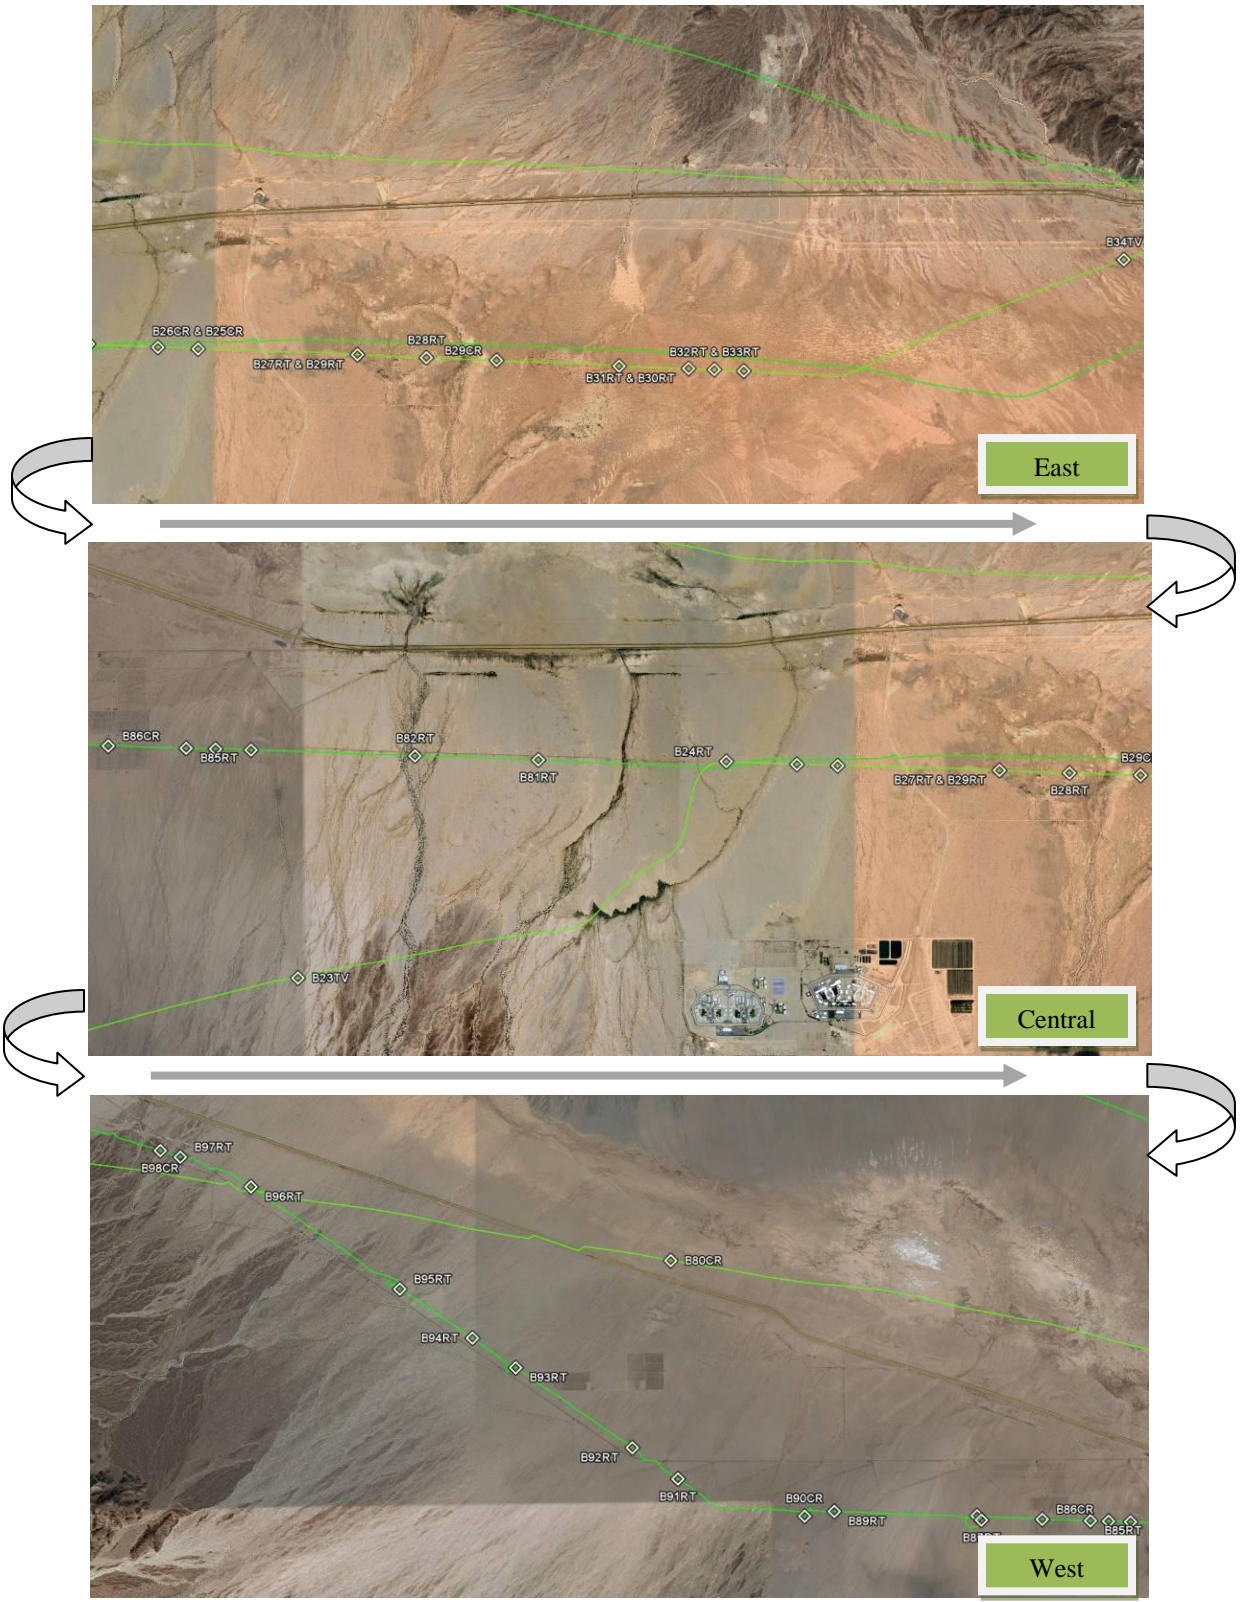 B34TV
B26CR & B25CR
B28RT
B29CR
B27RT & B29RT
B32RT & B33RT
B31RT & B30RT
East
B86CR
B85RT
B82RT
B81RT
B24RT
B27RT & B29RT
B28RT
B23TV
Central
B97RT
B98CR
B96RT
B80CR
B95RT
B94RT
B93RT
B92RT
B91RT
B90CR
B89RT
B86CR
B85RT
West